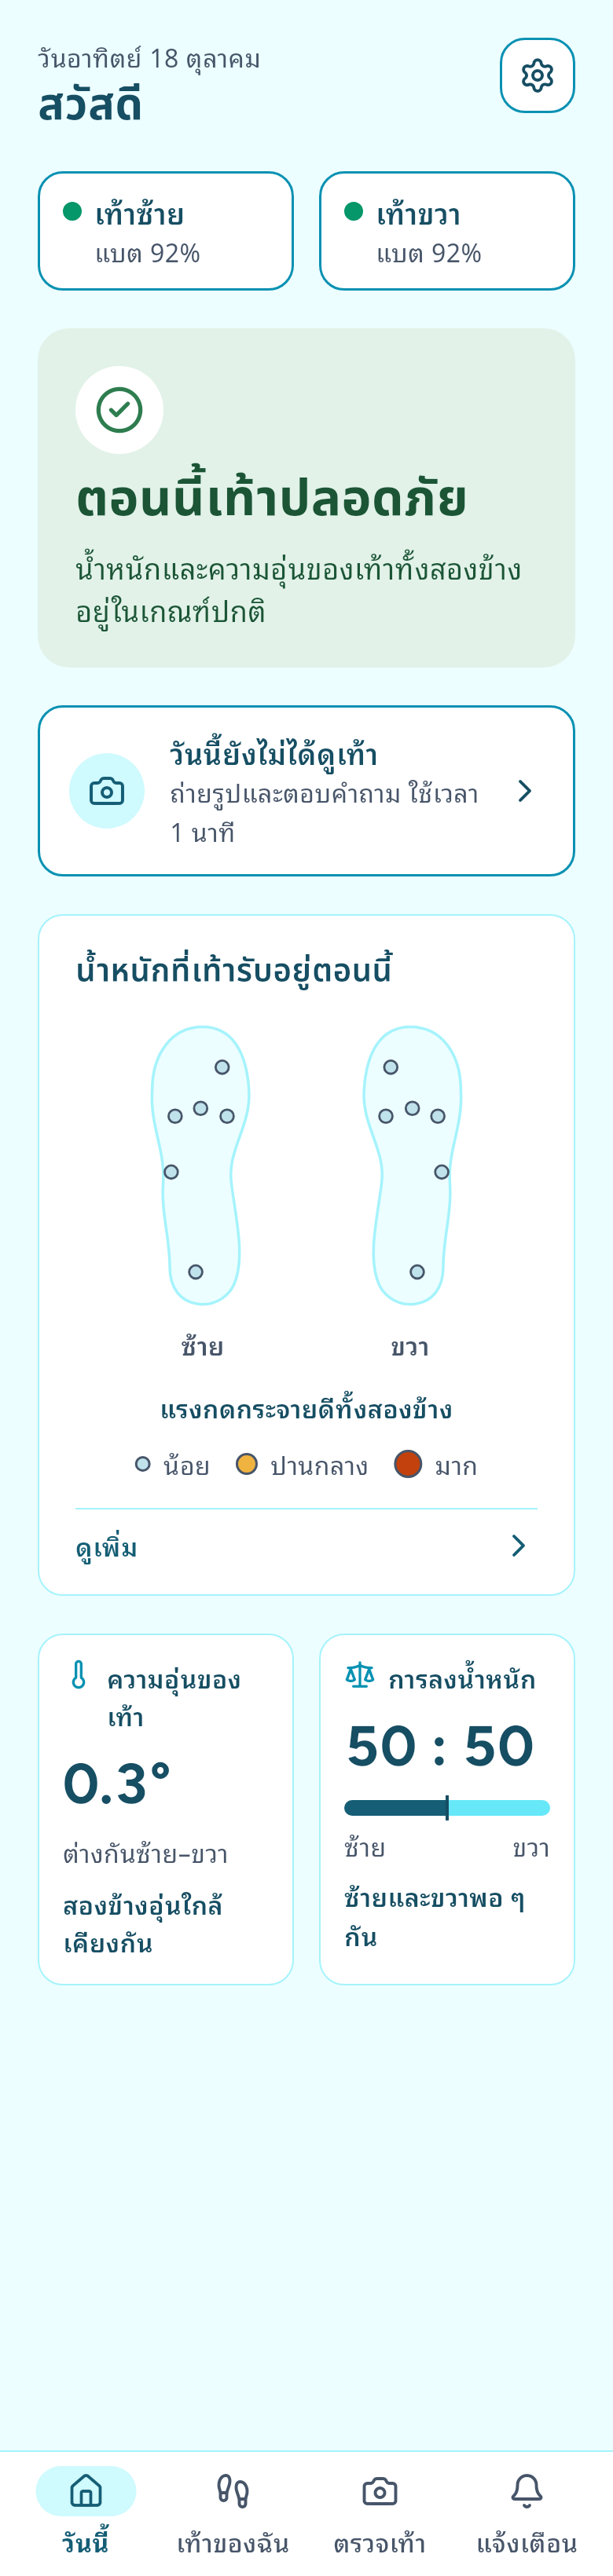 วันอาทิตย์ 18 ตุลาคม
สวัสดี
เท้าซ้าย
แบต 92%
เท้าขวา
แบต 92%
ตอนนี้เท้าปลอดภัย
น้ำหนักและความอุ่นของเท้าทั้งสองข้าง
อยู่ในเกณฑ์ปกติ
วันนี้ยังไม่ได้ดูเท้า
ถ่ายรูปและตอบคำถาม ใช้เวลา
1 นาที
น้ำหนักที่เท้ารับอยู่ตอนนี้
ซ้าย
ขวา
แรงกดกระจายดีทั้งสองข้าง
น้อย
ปานกลาง
มาก
ดูเพิ่ม
ความอุ่นของ
เท้า
0.3°
ต่างกันซ้าย–ขวา
สองข้างอุ่นใกล้
เคียงกัน
การลงน้ำหนัก
50 : 50
ซ้าย
ขวา
ซ้ายและขวาพอ ๆ
กัน
วันนี้
เท้าของฉัน
ตรวจเท้า
แจ้งเตือน